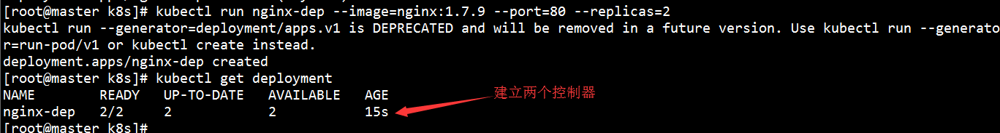 [root@master k8s]# kubectl run nginx-dep --image=nginx:1.7.9 --port=80 --replicas=2
kubectl run --generator=deployment/apps.v1 is DEPRECATED and will be removed in a future version. Use kubectl run --generato
r=run-pod/v1 or kubectl create instead.
deployment.apps/nginx-dep created
[root@master k8s]# kubectl get deployment
NAME READY UP-TO-DATE AVAILABLE AGE
建立两个控制器
nginx-dep 2/2 2 2 15s
[root@master k8s]#